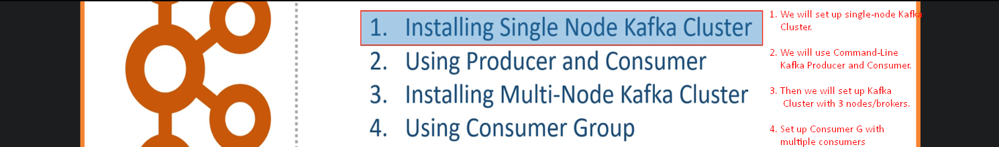 1. Installing Single Node Kafka Cluster
2. Using Producer and Consumer
3. Installing Multi-Node Kafka Cluster
4. Using Consumer Group
1. We will set up single-node Kafka
Cluster.
2. We will use Command-Line
Kafka Producer and Consumer.
3. Then we will set up Kafka
Cluster with 3 nodes/brokers.
4. Set up Consumer G with
multiple consumers